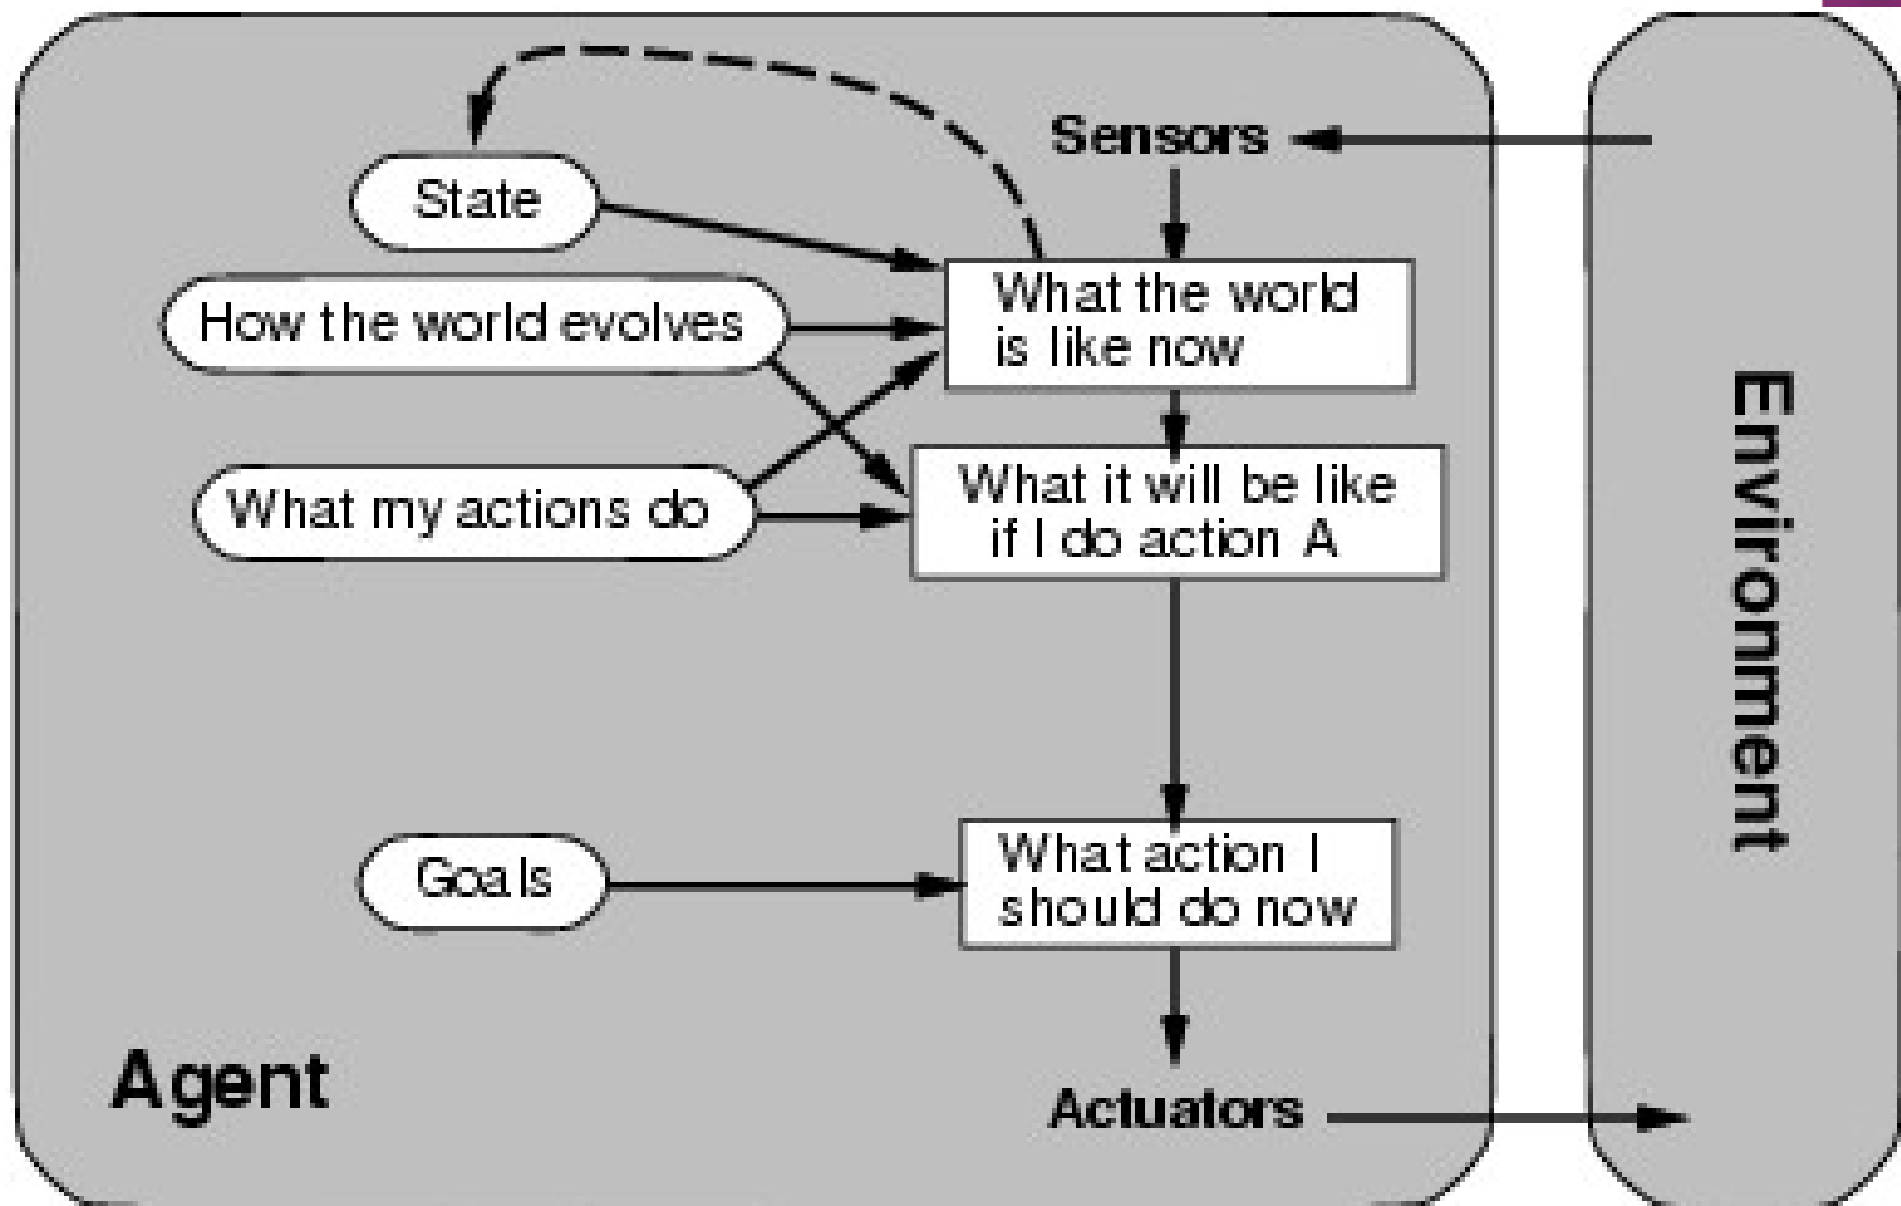 Sensors
State
What the world
is like now
How the world evolves
What my actions do
What it will be like
if I do action A
Goals
What action I
should do now
Agent
Actuators
Environment